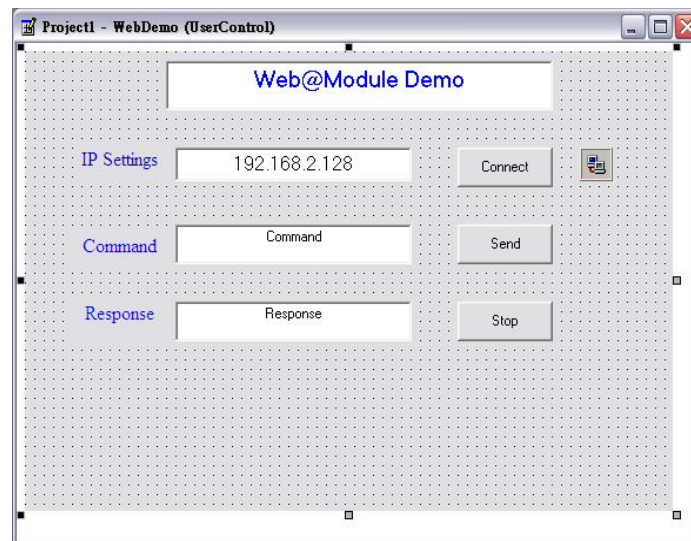 Project1 - WebDemo (UserControl)
Web@Module Demo
IP Settings 192.168.2.128 Connect
Command Command Send
Response Response Stop